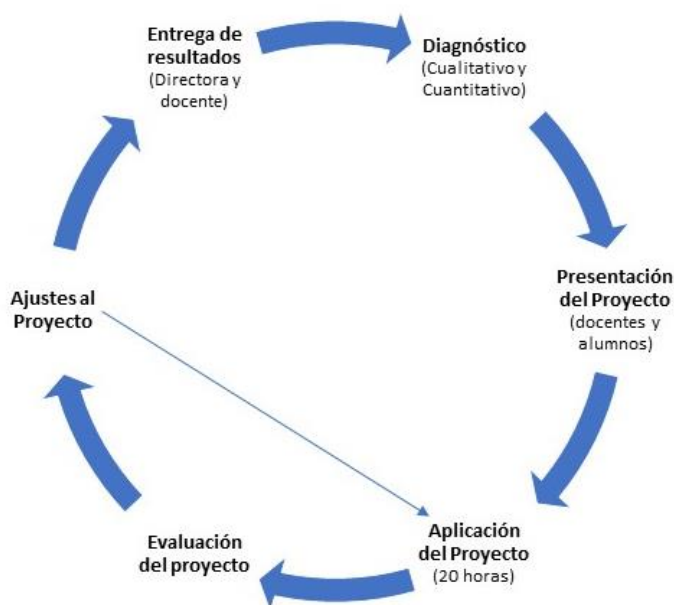 Entrega de
resultados
(Directora y
docente)
Diagnóstico
(Cualitativo y
Cuantitativo)
Presentación
del Proyecto
(docentes y
alumnos)
Aplicación
del Proyecto
(20 horas)
Evaluación
del proyecto
Ajustes al
Proyecto